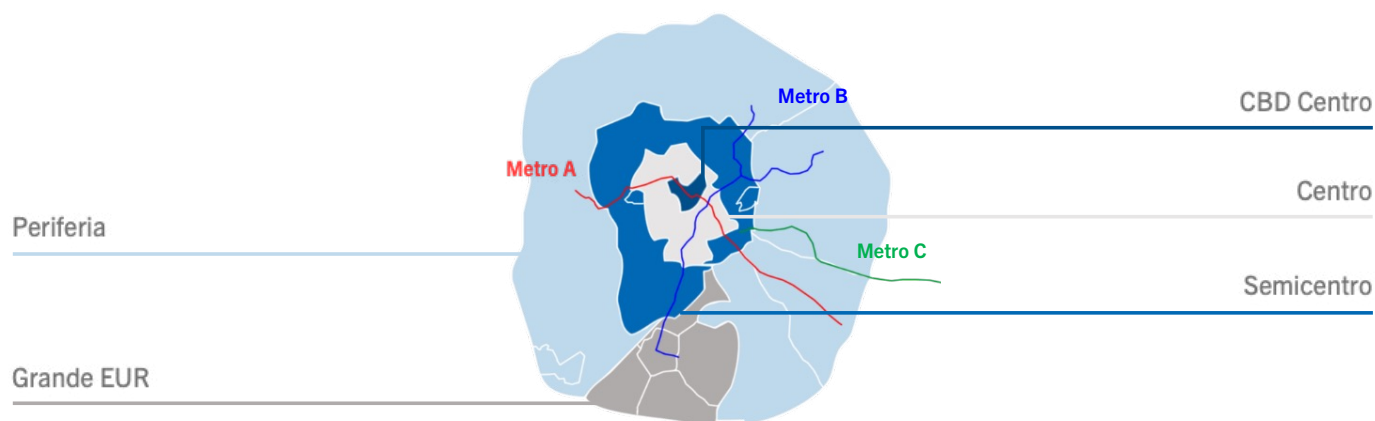 Metro B
CBD Centro
Metro A
Centro
Periferia
Metro C
Semicentro
Grande EUR